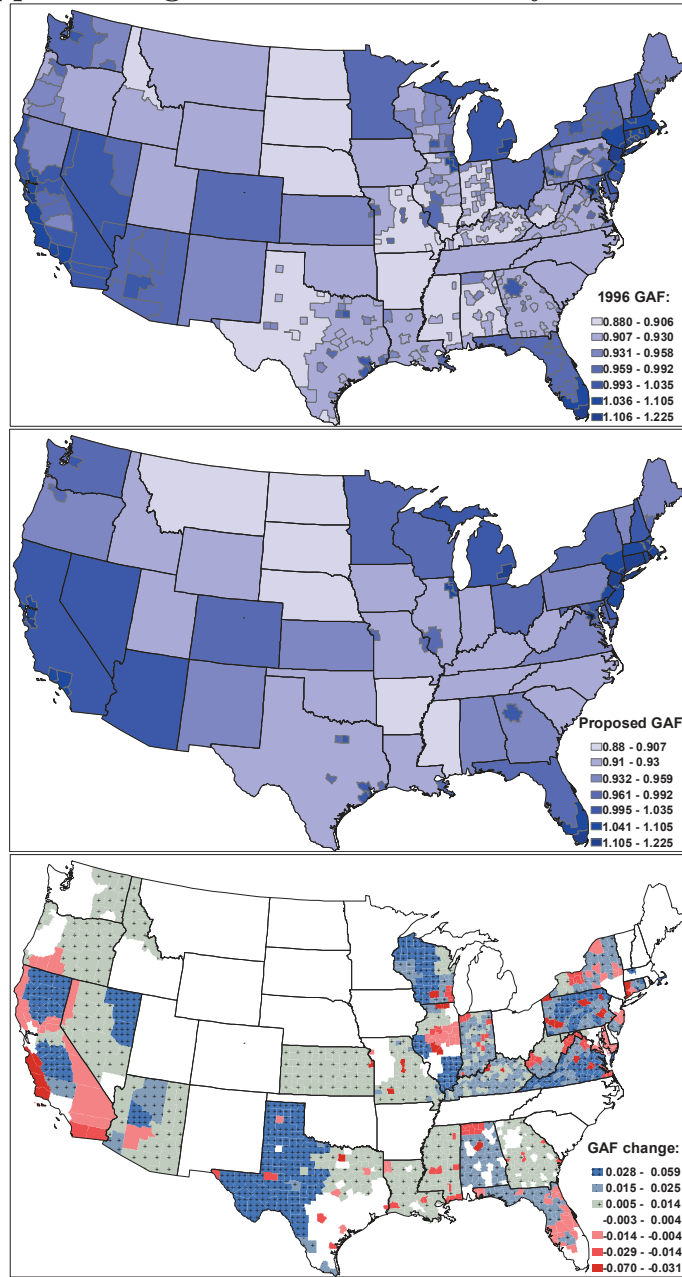 1996 GAF:
0.880 - 0.906
0.907 - 0.930
0.931 - 0.958
0.959 - 0.992
0.993 - 1.035
1.036 - 1.105
1.106 - 1.225
Proposed GAF
0.88 - 0.907
0.91 - 0.93
0.932 - 0.959
0.961 - 0.992
0.995 - 1.035
1.041 - 1.105
1.105 - 1.225
GAF change:
0.028 - 0.059
0.015 - 0.025
0.005 - 0.014
-0.003 - 0.004
-0.014 - -0.004
-0.029 - -0.014
-0.070 - -0.031